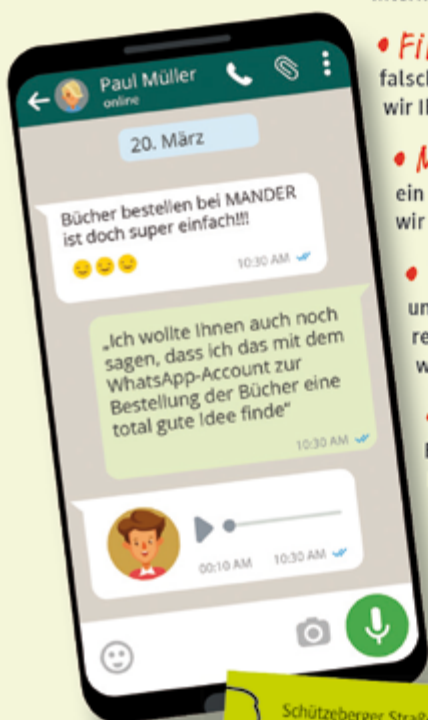 Paul Müller
online
20. März
Bücher bestellen bei MANDER
ist doch super einfach!!!
10:30 AM
„Ich wollte Ihnen auch noch
sagen, dass ich das mit dem
WhatsApp-Account zur
Bestellung der Bücher eine
total gute Idee finde“
10:30 AM
00:10 AM 10:30 AM
falsch
wir
ein
wir
Schützeberger